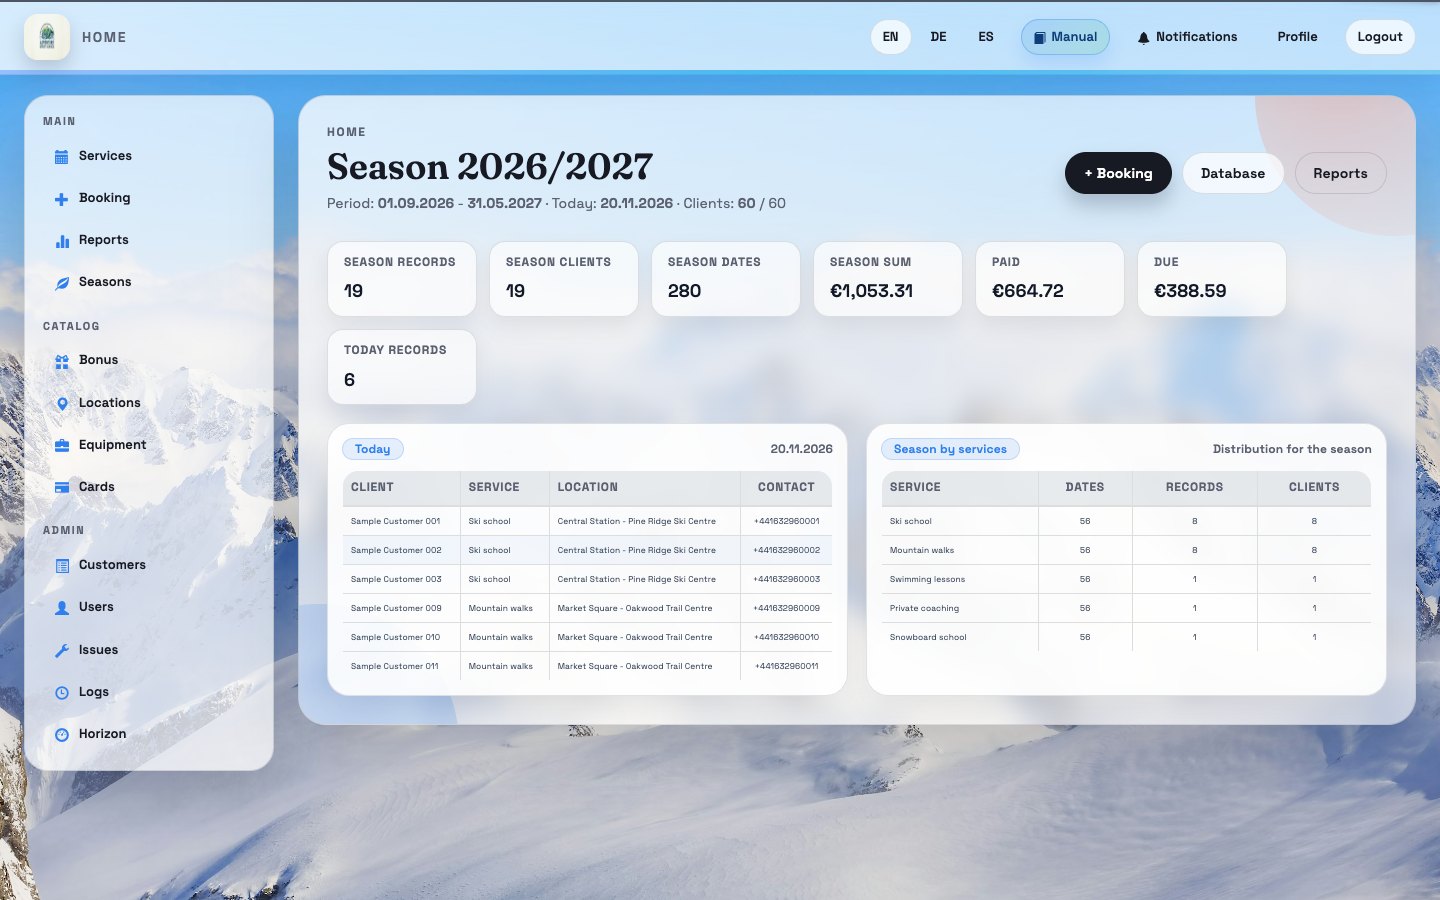 HOME
EN DE ES Manual Notifications Profile Logout
MAIN
Services
Booking
Reports
Seasons
CATALOG
Bonus
Locations
Equipment
Cards
ADMIN
Customers
Users
Issues
Logs
Horizon
HOME
Season 2026/2027
Period: 01.09.2026 - 31.05.2027 · Today: 20.11.2026 · Clients: 60 / 60
+ Booking Database Reports
SEASON RECORDS
19
SEASON CLIENTS
19
SEASON DATES
280
SEASON SUM
€1,053.31
PAID
€664.72
DUE
€388.59
TODAY RECORDS
6
Today 20.11.2026
CLIENT SERVICE LOCATION CONTACT
Sample Customer 001 Ski school Central Station - Pine Ridge Ski Centre +441632960001
Sample Customer 002 Ski school Central Station - Pine Ridge Ski Centre +441632960002
Sample Customer 003 Ski school Central Station - Pine Ridge Ski Centre +441632960003
Sample Customer 009 Mountain walks Market Square - Oakwood Trail Centre +441632960009
Sample Customer 010 Mountain walks Market Square - Oakwood Trail Centre +441632960010
Sample Customer 011 Mountain walks Market Square - Oakwood Trail Centre +441632960011
Season by services Distribution for the season
SERVICE DATES RECORDS CLIENTS
Ski school 56 8 8
Mountain walks 56 8 8
Swimming lessons 56 1 1
Private coaching 56 1 1
Snowboard school 56 1 1